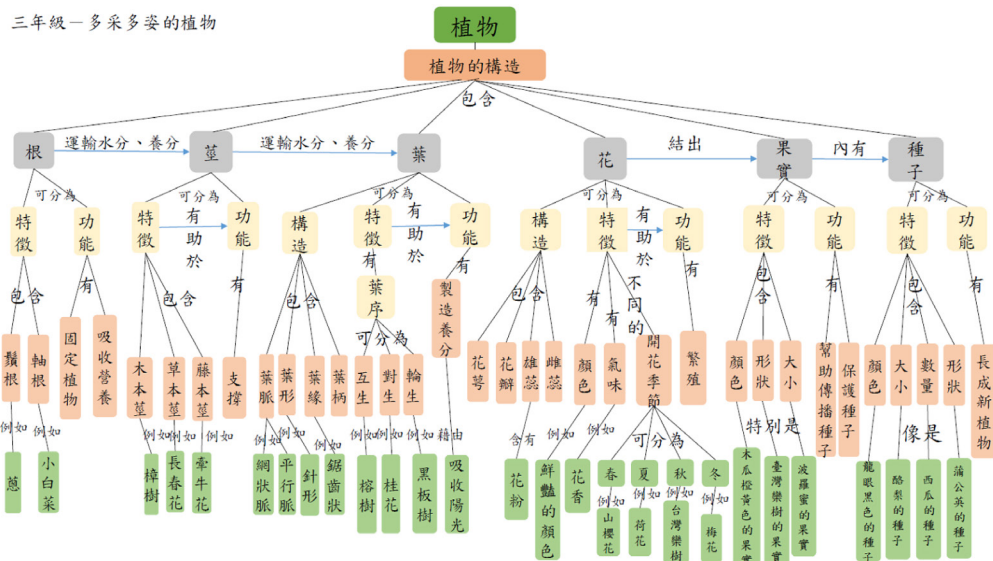 三年級－多采多姿的植物
植物
植物的構造
包含
根
運輸水分、養分
莖
運輸水分、養分
葉
花
結出
果實
內有
種子
可分為
可分為
可分為
可分為
可分為
可分為
特徵
功能
特徵
有助於
功能
構造
特徵
有助於
功能
構造
特徵
有助於
功能
特徵
功能
特徵
功能
包含
有
包含
有
包含
有
葉序
可分為
有
製造養分
包含
有
有
不同的
有
包含
有
包含
有
鬚根
軸根
固定植物
吸收營養
木本莖
草本莖
藤本莖
支撐
葉脈
葉形
葉緣
葉柄
互生
對生
輪生
花萼
花瓣
雄蕊
雌蕊
顏色
氣味
開花季節
繁殖
顏色
形狀
大小
幫助傳播種子
保護種子
顏色
大小
數量
形狀
長成新植物
例如
例如
例如
例如
例如
例如
例如
例如
例如
例如
藉由
含有
例如
例如
可分為
特別是
像是
蔥
小白菜
樟樹
長春花
牽牛花
網狀脈
平行脈
針形
鋸齒狀
榕樹
桂花
黑板樹
吸收陽光
花粉
鮮豔的顏色
花香
春
夏
秋
冬
例如
例如
例如
例如
山櫻花
荷花
台灣欒樹
梅花
木瓜橙黃色的果實
臺灣欒樹的果實
波羅蜜的果實
龍眼黑色的種子
酪梨的種子
西瓜的種子
蒲公英的種子